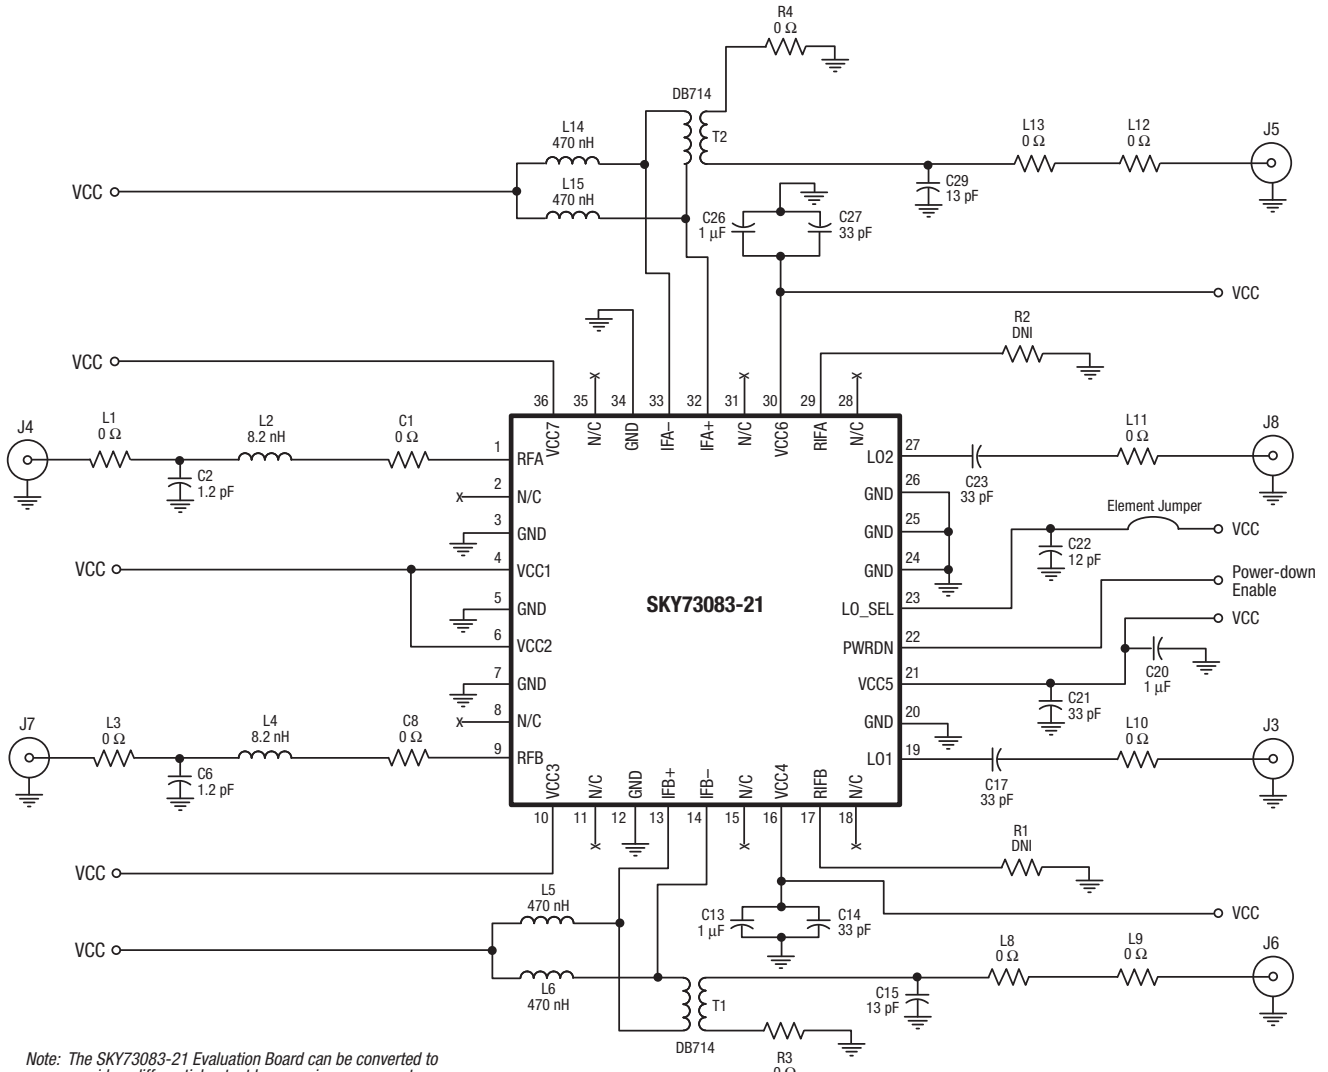 R4
0 Ω
DB714
T2
L14
470 nH
L15
470 nH
VCC
L13
0 Ω
L12
0 Ω
J5
C29
13 pF
C26
1 μF
C27
33 pF
VCC
R2
DNI
VCC
36
35
34
33
32
31
30
29
28
VCC7
N/C
GND
IFA–
IFA+
N/C
VCC6
RIFA
N/C
J4
L1
0 Ω
L2
8.2 nH
C1
0 Ω
C2
1.2 pF
1
RFA
2
N/C
x
3
GND
VCC
4
VCC1
5
GND
6
VCC2
7
GND
8
N/C
x
9
RFB
J7
L3
0 Ω
L4
8.2 nH
C8
0 Ω
C6
1.2 pF
SKY73083-21
LO2
27
C23
33 pF
L11
0 Ω
J8
GND
26
GND
25
GND
24
Element Jumper
VCC
C22
12 pF
LO_SEL
23
Power-down
Enable
PWRDN
22
VCC
C20
1 μF
VCC5
21
C21
33 pF
GND
20
LO1
19
C17
33 pF
L10
0 Ω
J3
VCC3
N/C
GND
IFB+
IFB–
N/C
VCC4
RIFB
N/C
10
11
12
13
14
15
16
17
18
R1
DNI
VCC
L5
470 nH
VCC
L6
470 nH
C13
1 μF
C14
33 pF
VCC
T1
DB714
C15
13 pF
L8
0 Ω
L9
0 Ω
J6
R3
0 Ω
Note: The SKY73083-21 Evaluation Board can be converted to